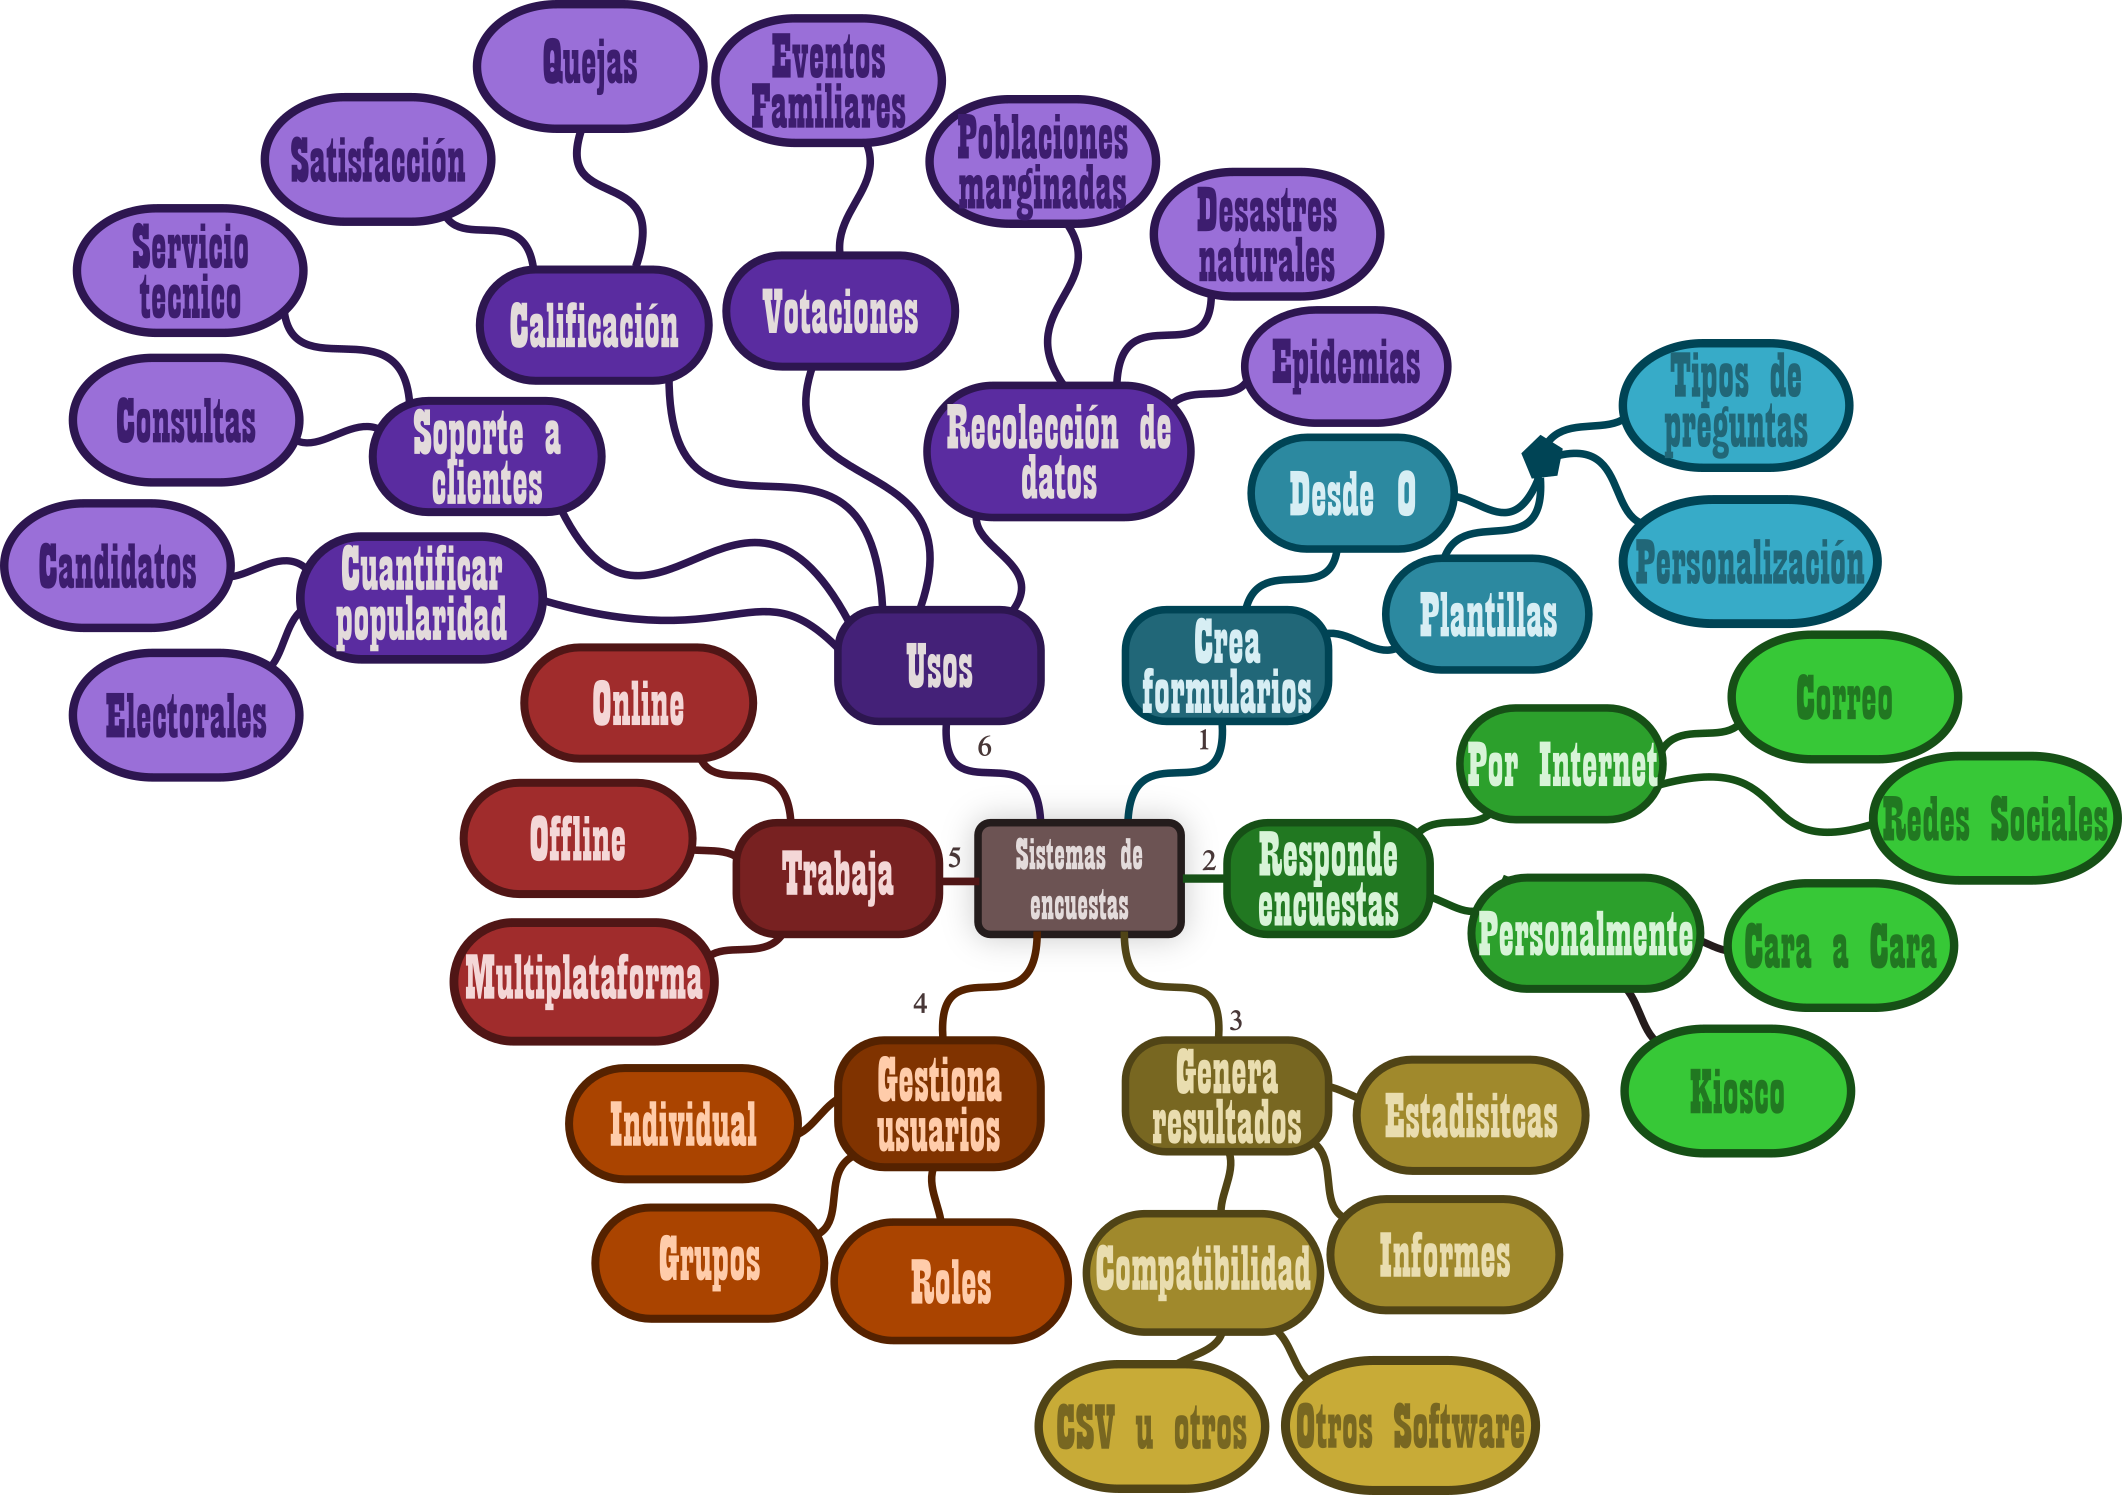 Quejas
Eventos
Familiares
Satisfacción
Poblaciones
marginadas
Servicio
tecnico
Desastres
naturales
Calificación
Votaciones
Epidemias
Consultas
Soporte a
clientes
Recolección de
datos
Tipos de
preguntas
Desde 0
Candidatos
Cuantificar
popularidad
Personalización
Plantillas
Electorales
Usos
Crea
formularios
Online
6
1
Correo
Por Internet
Redes Sociales
Offline
Trabaja
5
Sistemas de
encuestas
2
Responde
encuestas
Personalmente
Cara a Cara
Multiplataforma
4
3
Kiosco
Individual
Gestiona
usuarios
Genera
resultados
Estadisitcas
Grupos
Roles
Compatibilidad
Informes
CSV u otros
Otros Software